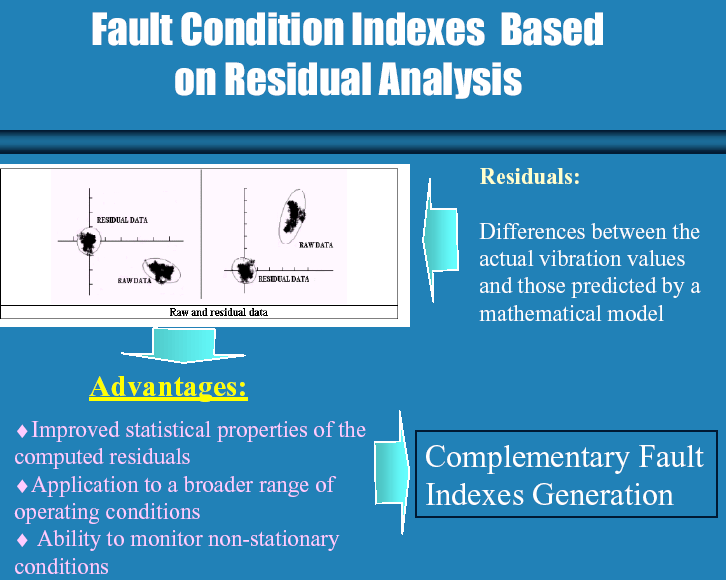 Fault Condition Indexes Based
on Residual Analysis
RESIDUAL DATA
RAW DATA
RAW DATA
RESIDUAL DATA
Raw and residual data
Residuals:
Differences between the
actual vibration values
and those predicted by a
mathematical model
Advantages:
♦Improved statistical properties of the
computed residuals
♦Application to a broader range of
operating conditions
♦ Ability to monitor non-stationary
conditions
Complementary Fault
Indexes Generation